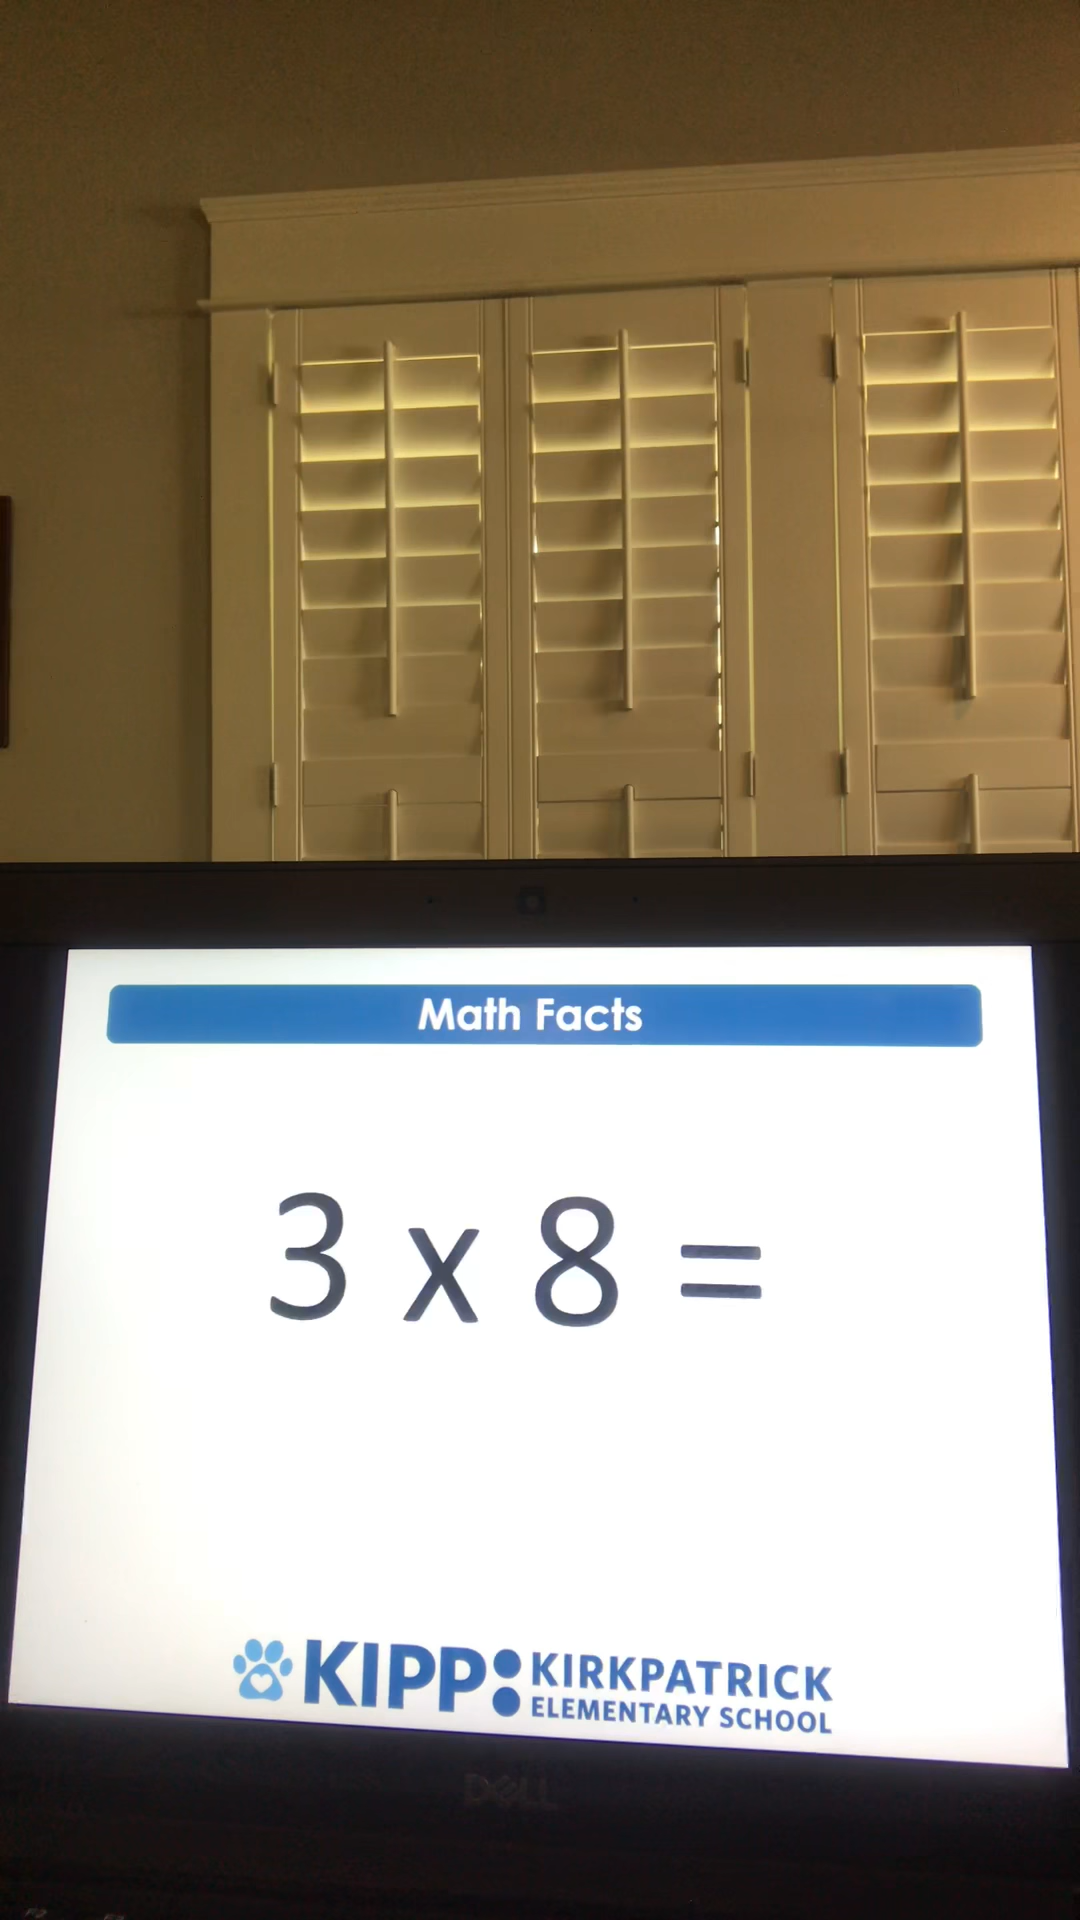 Math Facts
3 x 8 =
KIPP: KIRKPATRICK
ELEMENTARY SCHOOL
DELL